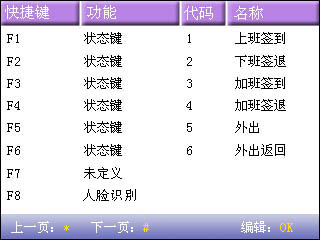 快捷键 功能 代码 名称
F1 状态键 1 上班签到
F2 状态键 2 下班签退
F3 状态键 3 加班签到
F4 状态键 4 加班签退
F5 状态键 5 外出
F6 状态键 6 外出返回
F7 未定义
F8 人脸识别
上一页：* 下一页：# 编辑：OK